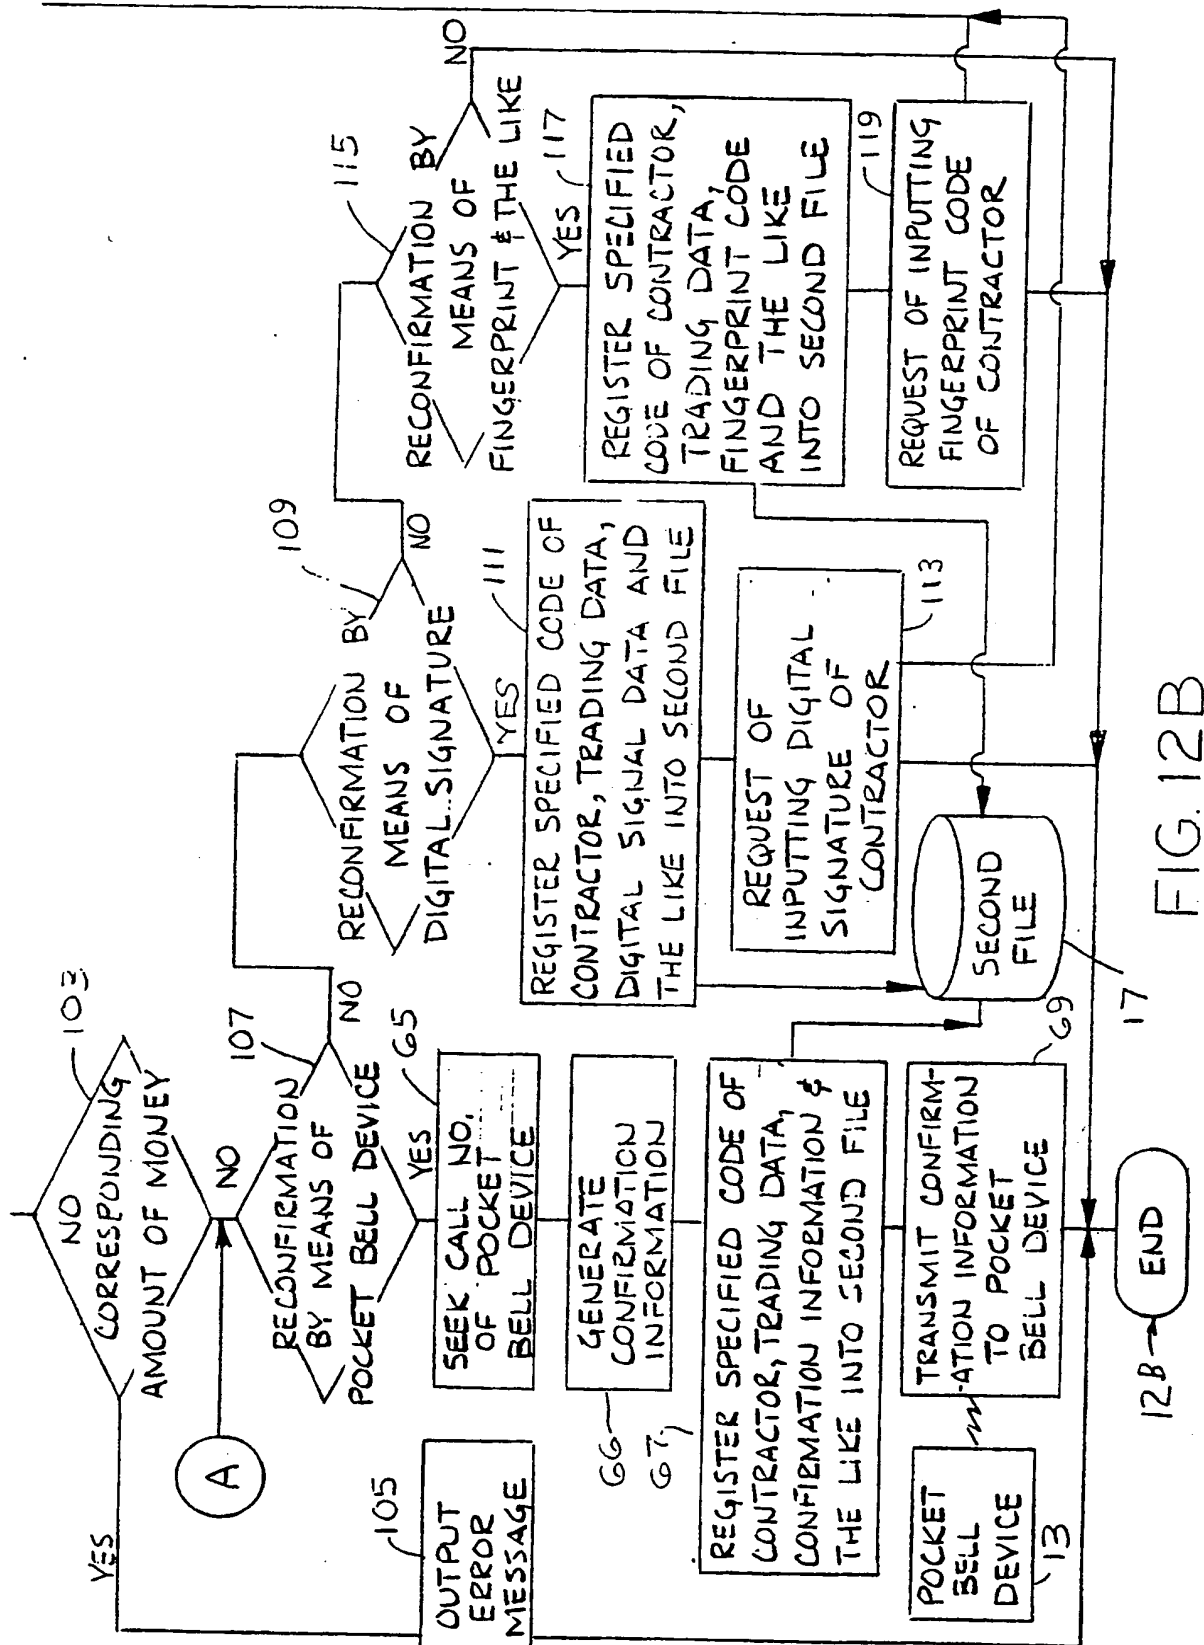 103
NO
CORRESPONDING
AMOUNT OF MONEY
YES
NO
A
105
OUTPUT
ERROR
MESSAGE
107
RECONFIRMATION
BY MEANS OF
POCKET BELL DEVICE
NO
YES
65
SEEK CALL NO.
OF POCKET
BELL DEVICE
66
GENERATE
CONFIRMATION
INFORMATION
67
REGISTER SPECIFIED CODE OF
CONTRACTOR, TRADING DATA,
CONFIRMATION INFORMATION &
THE LIKE INTO SECOND FILE
69
TRANSMIT CONFIRM-
ATION INFORMATION
TO POCKET
BELL DEVICE
POCKET
BELL
DEVICE
13
12B
END
109
RECONFIRMATION BY
MEANS OF
DIGITAL SIGNATURE
NO
YES
111
REGISTER SPECIFIED CODE OF
CONTRACTOR, TRADING DATA,
DIGITAL SIGNAL DATA AND
THE LIKE INTO SECOND FILE
REQUEST OF
INPUTTING DIGITAL
SIGNATURE OF
CONTRACTOR
113
SECOND
FILE
17
115
RECONFIRMATION BY
MEANS OF
FINGERPRINT & THE LIKE
NO
YES
117
REGISTER SPECIFIED
CODE OF CONTRACTOR,
TRADING DATA,
FINGERPRINT CODE
AND THE LIKE
INTO SECOND FILE
119
REQUEST OF INPUTTING
FINGERPRINT CODE
OF CONTRACTOR
FIG. 12B